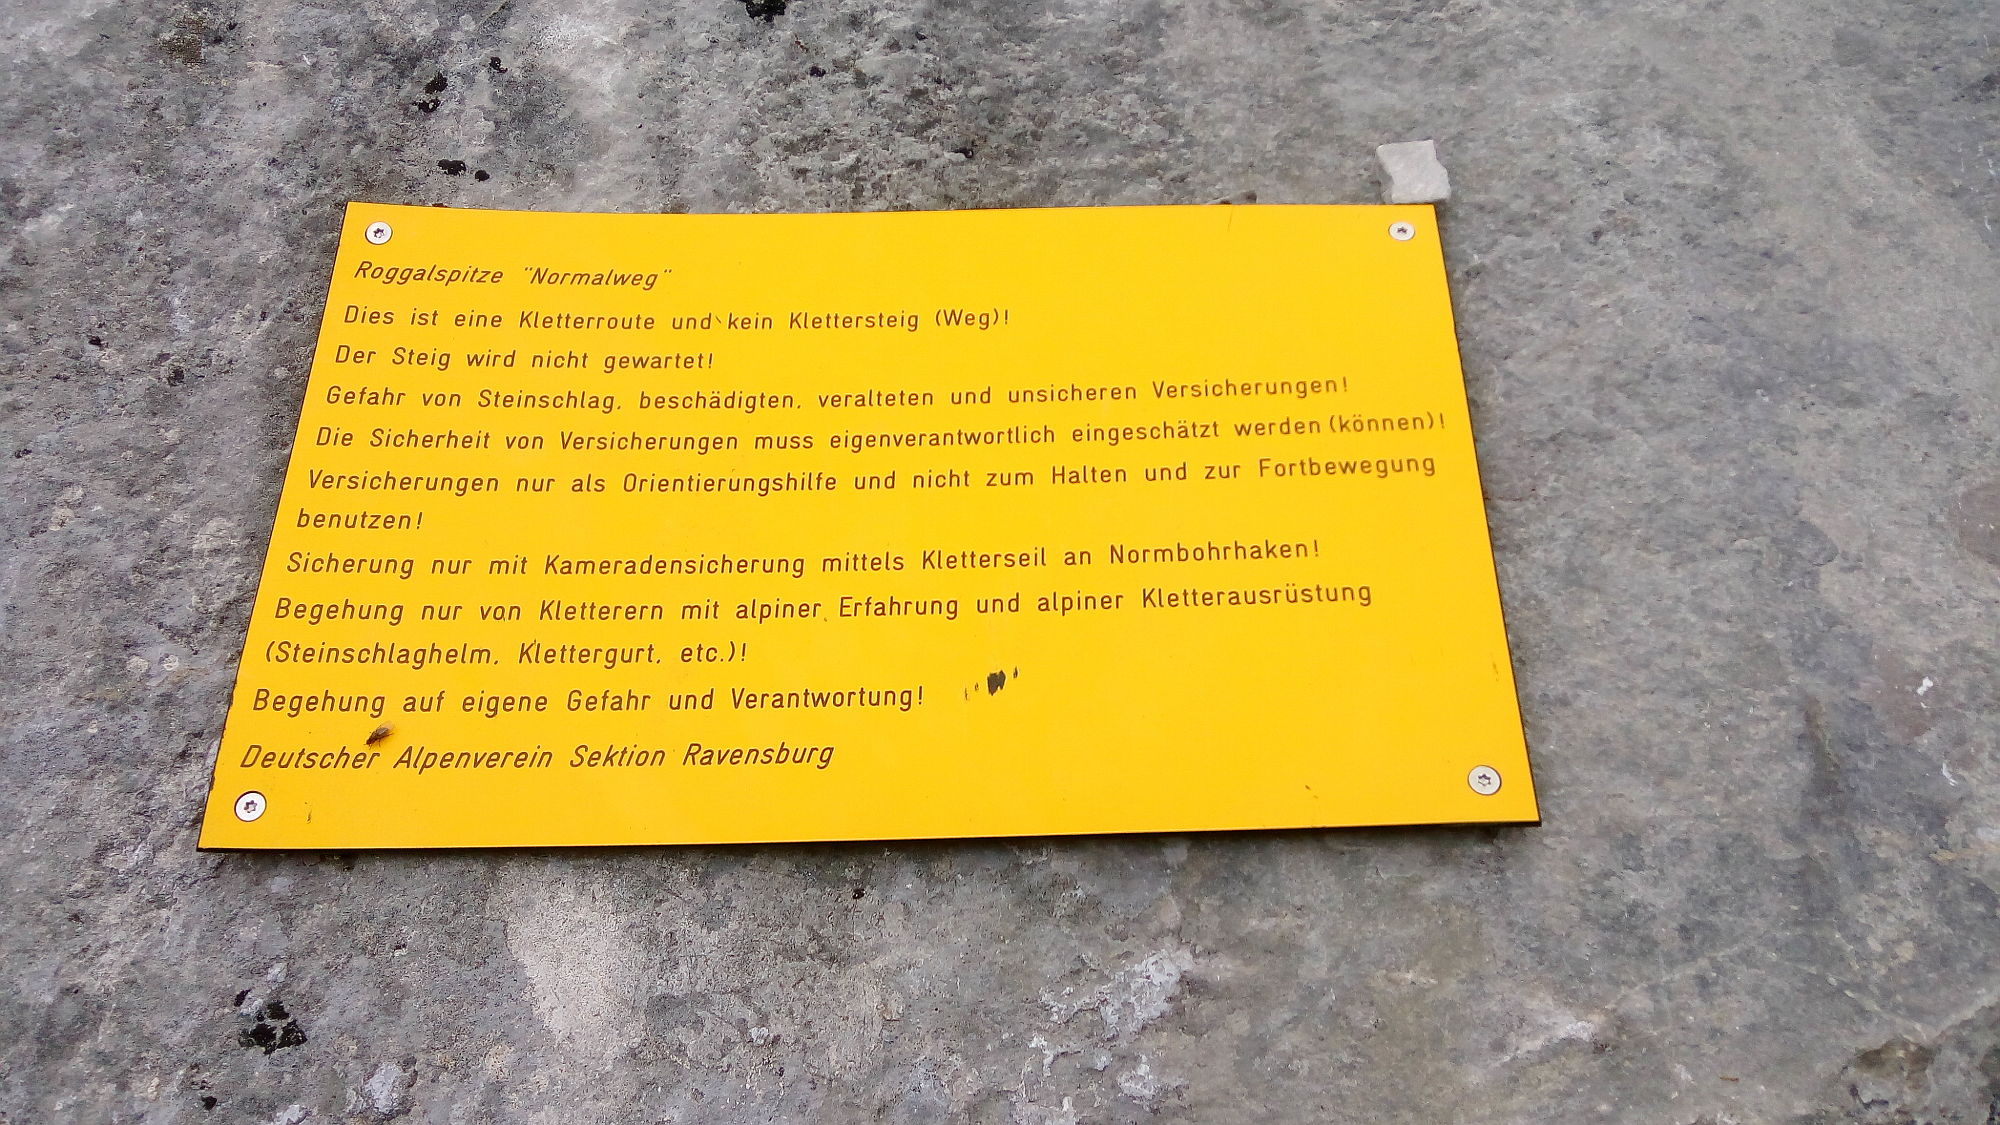 Roggalspitze "Normalweg"
Dies ist eine Kletterroute und kein Klettersteig (Weg)!
Der Steig wird nicht gewartet!
Gefahr von Steinschlag, beschädigten, veralteten und unsicheren Versicherungen!
Die Sicherheit von Versicherungen muss eigenverantwortlich eingeschätzt werden (können)!
Versicherungen nur als Orientierungshilfe und nicht zum Halten und zur Fortbewegung
benutzen!
Sicherung nur mit Kameradensicherung mittels Kletterseil an Normbohrhaken!
Begehung nur von Kletterern mit alpiner Erfahrung und alpiner Kletterausrüstung
(Steinschlaghelm, Klettergurt, etc.)!
Begehung auf eigene Gefahr und Verantwortung!
Deutscher Alpenverein Sektion Ravensburg